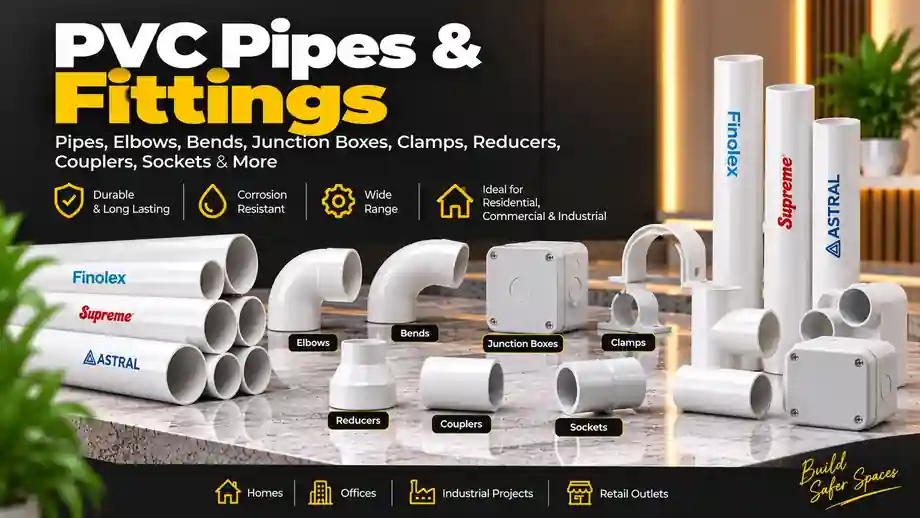 PVC Pipes &
Fittings
Pipes, Elbows, Bends, Junction Boxes, Clamps, Reducers,
Couplers, Sockets & More
Durable
& Long Lasting
Corrosion
Resistant
Wide
Range
Ideal for
Residential,
Commercial & Industrial
Finolex
Supreme
ASTRAL
Finolex
Supreme
ASTRAL
Elbows
Bends
Junction Boxes
Clamps
Reducers
Couplers
Sockets
Homes
Offices
Industrial Projects
Retail Outlets
Build
Safer Spaces